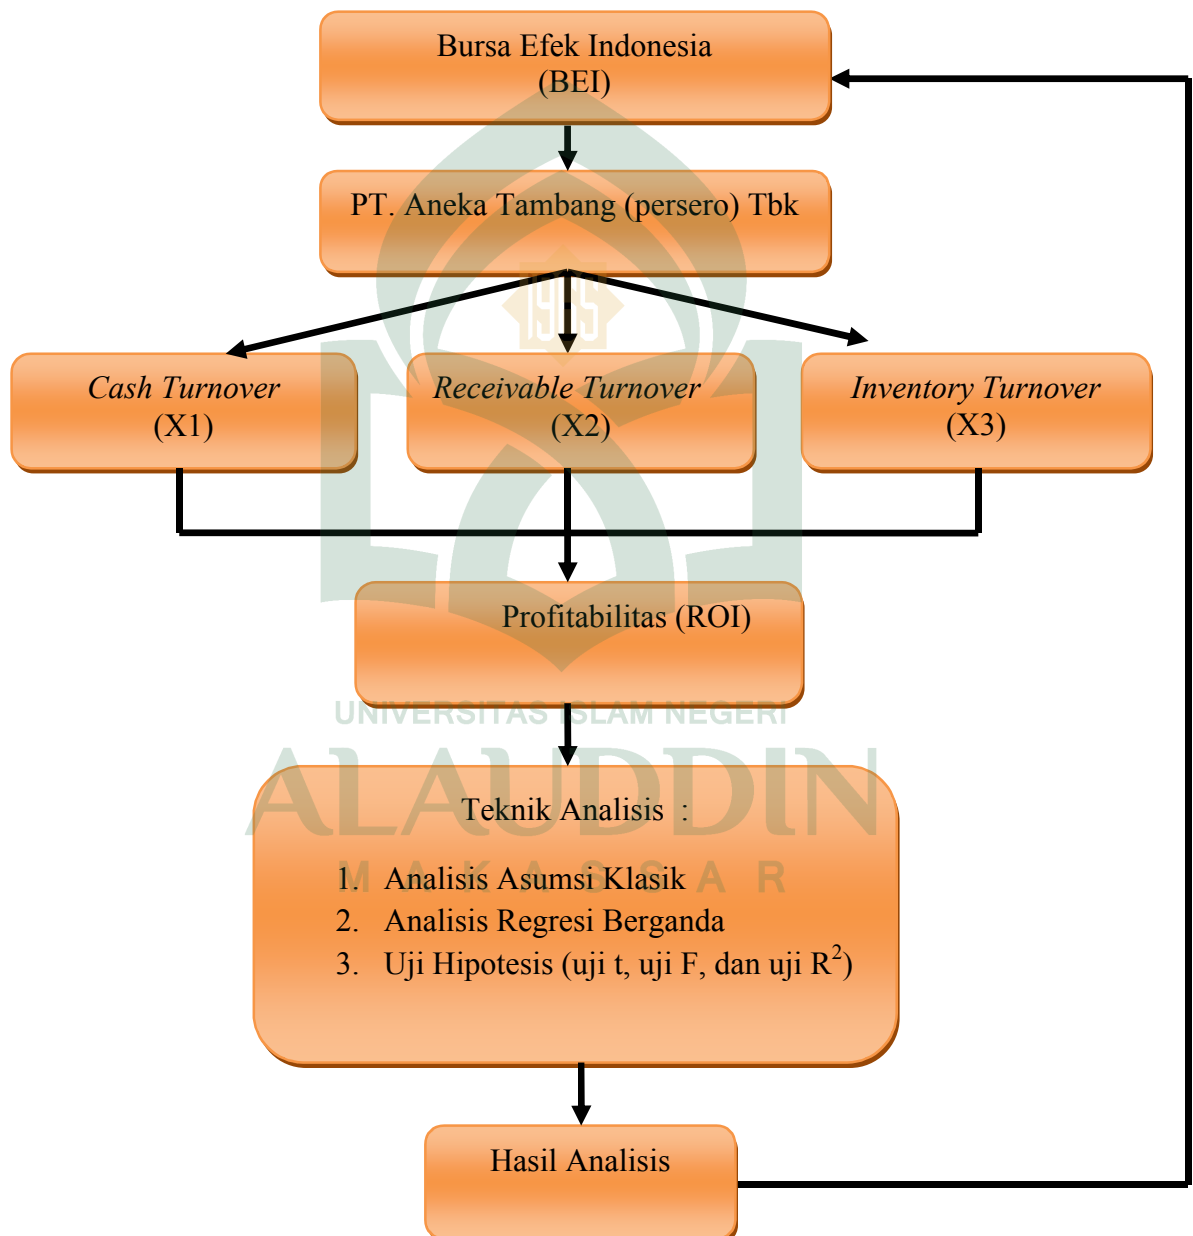 Bursa Efek Indonesia
(BEI)
PT. Aneka Tambang (persero) Tbk
1965
Cash Turnover
(X1)
Receivable Turnover
(X2)
Inventory Turnover
(X3)
Profitabilitas (ROI)
UNIVERSITAS ISLAM NEGERI
ALAUDDIN
MAKASSAR
Teknik Analisis :
1. Analisis Asumsi Klasik
2. Analisis Regresi Berganda
3. Uji Hipotesis (uji t, uji F, dan uji R²)
Hasil Analisis